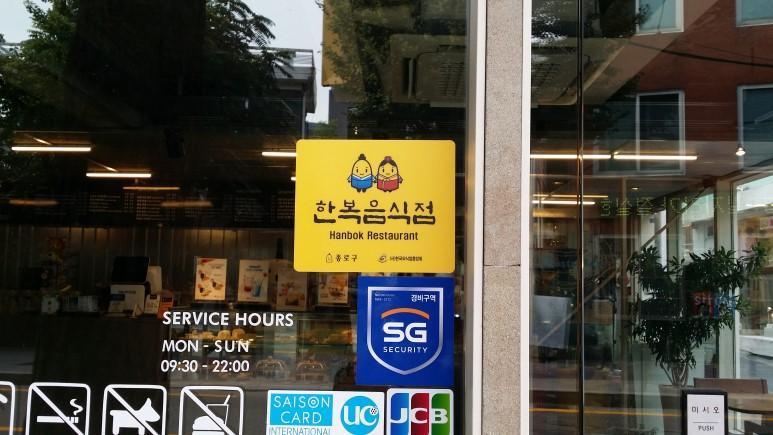 한복음식점
Hanbok Restaurant
종로구
경비구역
SG
SECURITY
SERVICE HOURS
MON - SUN
09:30 - 22:00
SAISON
CARD
INTERNATIONAL
UC
JCB
미시오
PUSH